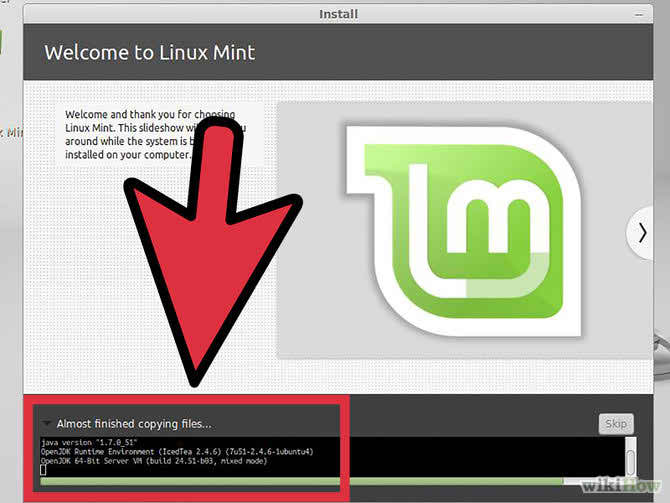 Install
Welcome to Linux Mint
Welcome and thank you for choosing
Linux Mint. This slideshow
around while the system is
installed on your computer.
lm
Almost finished copying files...
Skip
java version "1.7.0_51"
OpenJDK Runtime Environment (IcedTea 2.4.6) (7u51-2.4.6-1ubuntu4)
OpenJDK 64-Bit Server VM (build 24.51-b03, mixed mode)
wikiHow